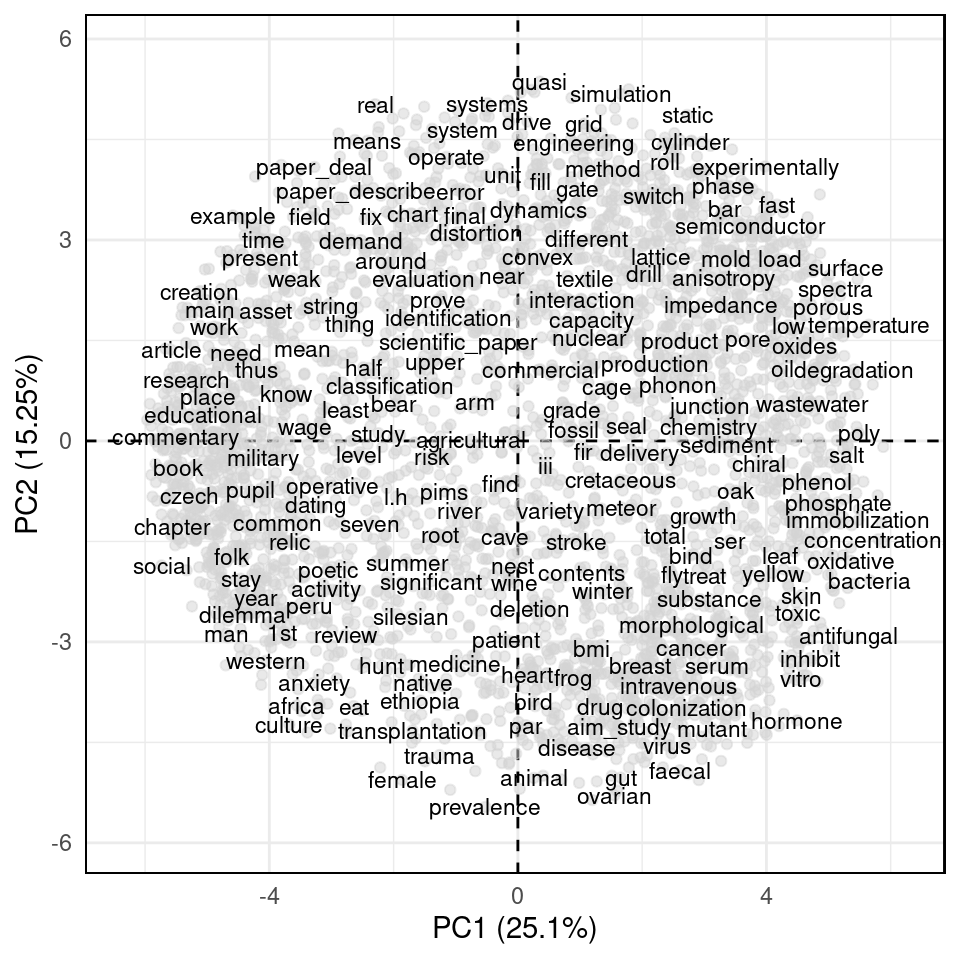 6
quasi
simulation
real
systems
static
system
drive
grid
means
engineering
cylinder
operate
roll
paper_deal
method
experimentally
unit
fill
paper_describe
error
gate
phase
switch
example
field
fix
chart
final
dynamics
bar
fast
semiconductor
distortion
3
time
demand
different
present
around
convex
lattice
mold
load
surface
weak
evaluation
near
textile
drill
anisotropy
creation
spectra
main
asset
string
prove
interaction
impedance
porous
work
thing
identification
capacity
low
temperature
scientific_paper
nuclear
product
pore
article
need
mean
oxides
thus
half
upper
commercial
production
oil
degradation
research
classification
cage
phonon
place
know
educational
least
bear
arm
grade
junction
wastewater
wage
fossil
seal
chemistry
0
commentary
study
agricultural
poly
level
risk
fir
delivery
sediment
salt
book
military
iii
chiral
czech
pupil
operative
l.h
pims
find
cretaceous
oak
phenol
dating
river
variety
meteor
phosphate
chapter
common
seven
growth
immobilization
relic
root
cave
stroke
total
ser
concentration
social
folk
summer
nest
bind
leaf
oxidative
stay
poetic
significant
wine
contents
fly
treat
yellow
bacteria
year
activity
winter
substance
skin
dilemma
peru
silesian
deletion
toxic
man
1st
review
morphological
-3
patient
antifungal
western
hunt
medicine
bmi
cancer
inhibit
anxiety
native
heart
frog
breast
serum
vitro
intravenous
africa
eat
ethiopia
bird
drug
colonization
culture
transplantation
par
aim_study
mutant
hormone
trauma
disease
virus
female
animal
gut
faecal
prevalence
ovarian
-6
-4
0
4
PC1 (25.1%)
PC2 (15.25%)